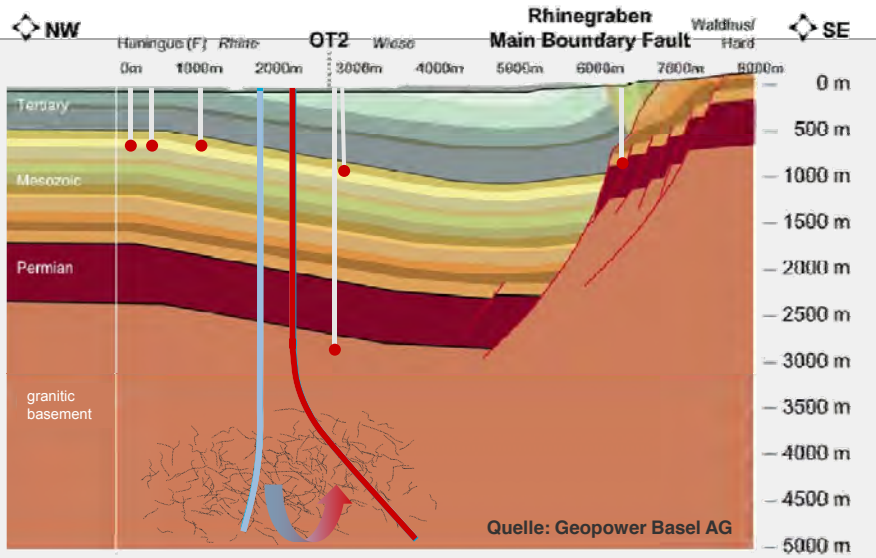 NW
Huningue (F)
Rhine
OT2
Wiese
Rhinegraben
Main Boundary Fault
Waldhus/
Hard
SE
0m
1000m
2000m
3000m
4000m
5000m
6000m
7000m
8000m
0 m
500 m
1000 m
1500 m
2000 m
2500 m
3000 m
3500 m
4000 m
4500 m
5000 m
Tertiary
Mesozoic
Permian
granitic
basement
Quelle: Geopower Basel AG